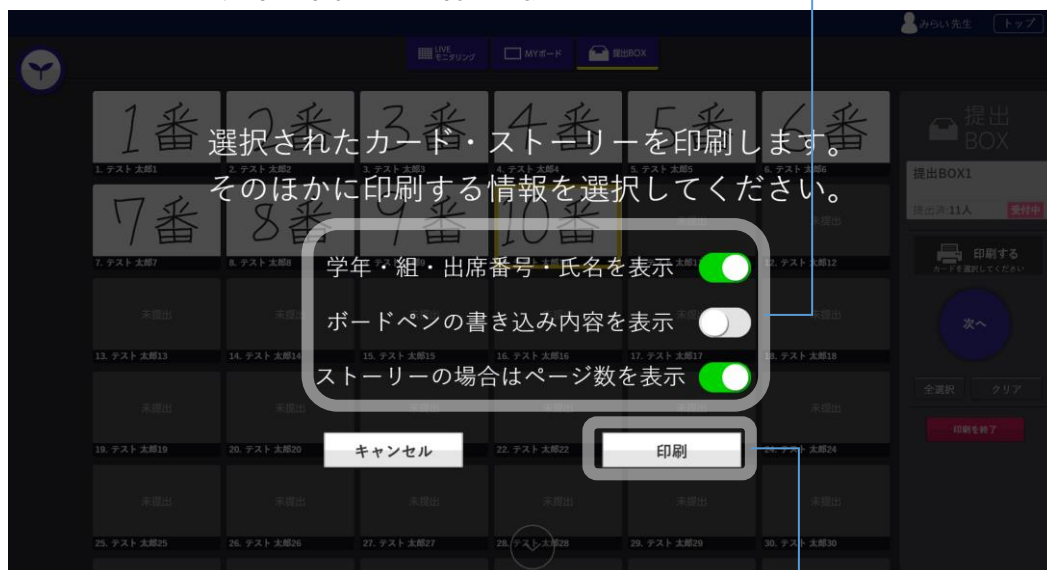 みらい先生
トップ
LIVE
モニタリング
MYボード
提出BOX
1番
2番
3番
4番
5番
6番
選択されたカード・ストーリーを印刷します。
そのほかに印刷する情報を選択してください。
1. テスト 太郎1
2. テスト 太郎2
3. テスト 太郎3
4. テスト 太郎4
5. テスト 太郎5
6. テスト 太郎6
提出
BOX
提出BOX1
提出済:11人
受付中
7番
8番
9番
10番
未提出
7. テスト 太郎7
8. テスト 太郎8
12. テスト 太郎12
学年・組・出席番号・氏名を表示
ボードペンの書き込み内容を表示
ストーリーの場合はページ数を表示
印刷する
カードを選択してください
次へ
全選択
クリア
印刷を終了
未提出
未提出
未提出
13. テスト 太郎13
14. テスト 太郎14
15. テスト 太郎15
16. テスト 太郎16
17. テスト 太郎17
18. テスト 太郎18
未提出
未提出
未提出
19. テスト 太郎19
20. テスト 太郎20
キャンセル
22. テスト 太郎22
印刷
24. テスト 太郎24
未提出
未提出
未提出
未提出
未提出
未提出
25. テスト 太郎25
26. テスト 太郎26
27. テスト 太郎27
28. テスト 太郎28
29. テスト 太郎29
30. テスト 太郎30